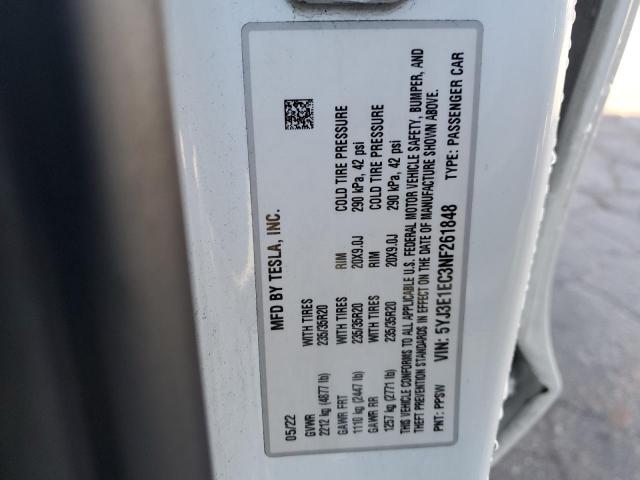 MFD BY TESLA, INC.
05/22
GVWR WITH TIRES RIM COLD TIRE PRESSURE
2212 kg (4877 lb) 235/35R20 20X9.0J 290 kPa, 42 psi
GAWR FRT WITH TIRES RIM COLD TIRE PRESSURE
1110 kg (2447 lb) 235/35R20 20X9.0J 290 kPa, 42 psi
GAWR RR WITH TIRES
1257 kg (2771 lb) 235/35R20
THIS VEHICLE CONFORMS TO ALL APPLICABLE U.S. FEDERAL MOTOR VEHICLE SAFETY, BUMPER, AND
THEFT PREVENTION STANDARDS IN EFFECT ON THE DATE OF MANUFACTURE SHOWN ABOVE.
PNT: PPSW VIN: 5YJ3E1EC3NF261848 TYPE: PASSENGER CAR